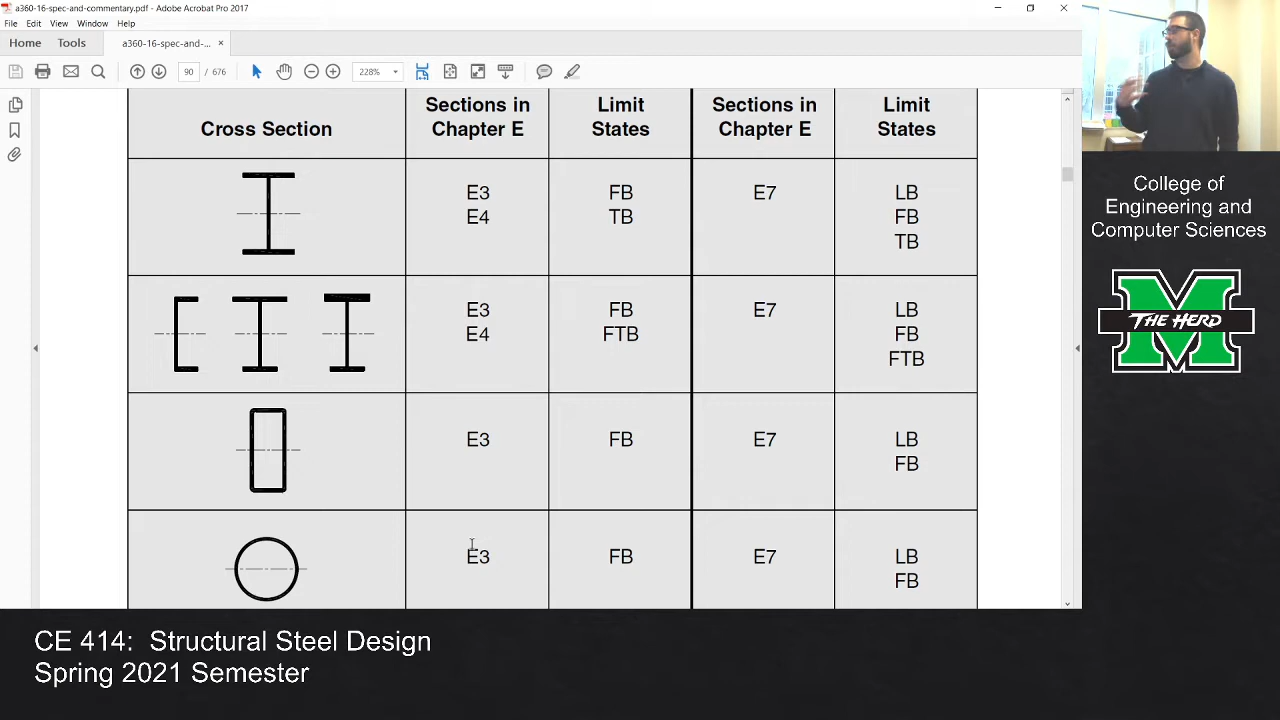 a360-16-spec-and-commentary.pdf - Adobe Acrobat Pro 2017
File Edit View Window Help
Home Tools a360-16-spec-and-... ×
90 / 676 228%
Cross Section
Sections in Chapter E
Limit States
Sections in Chapter E
Limit States
E3
E4
FB
TB
E7
LB
FB
TB
E3
E4
FB
FTB
E7
LB
FB
FTB
E3
FB
E7
LB
FB
E3
FB
E7
LB
FB
College of
Engineering and
Computer Sciences
M
THE HERD
CE 414: Structural Steel Design
Spring 2021 Semester